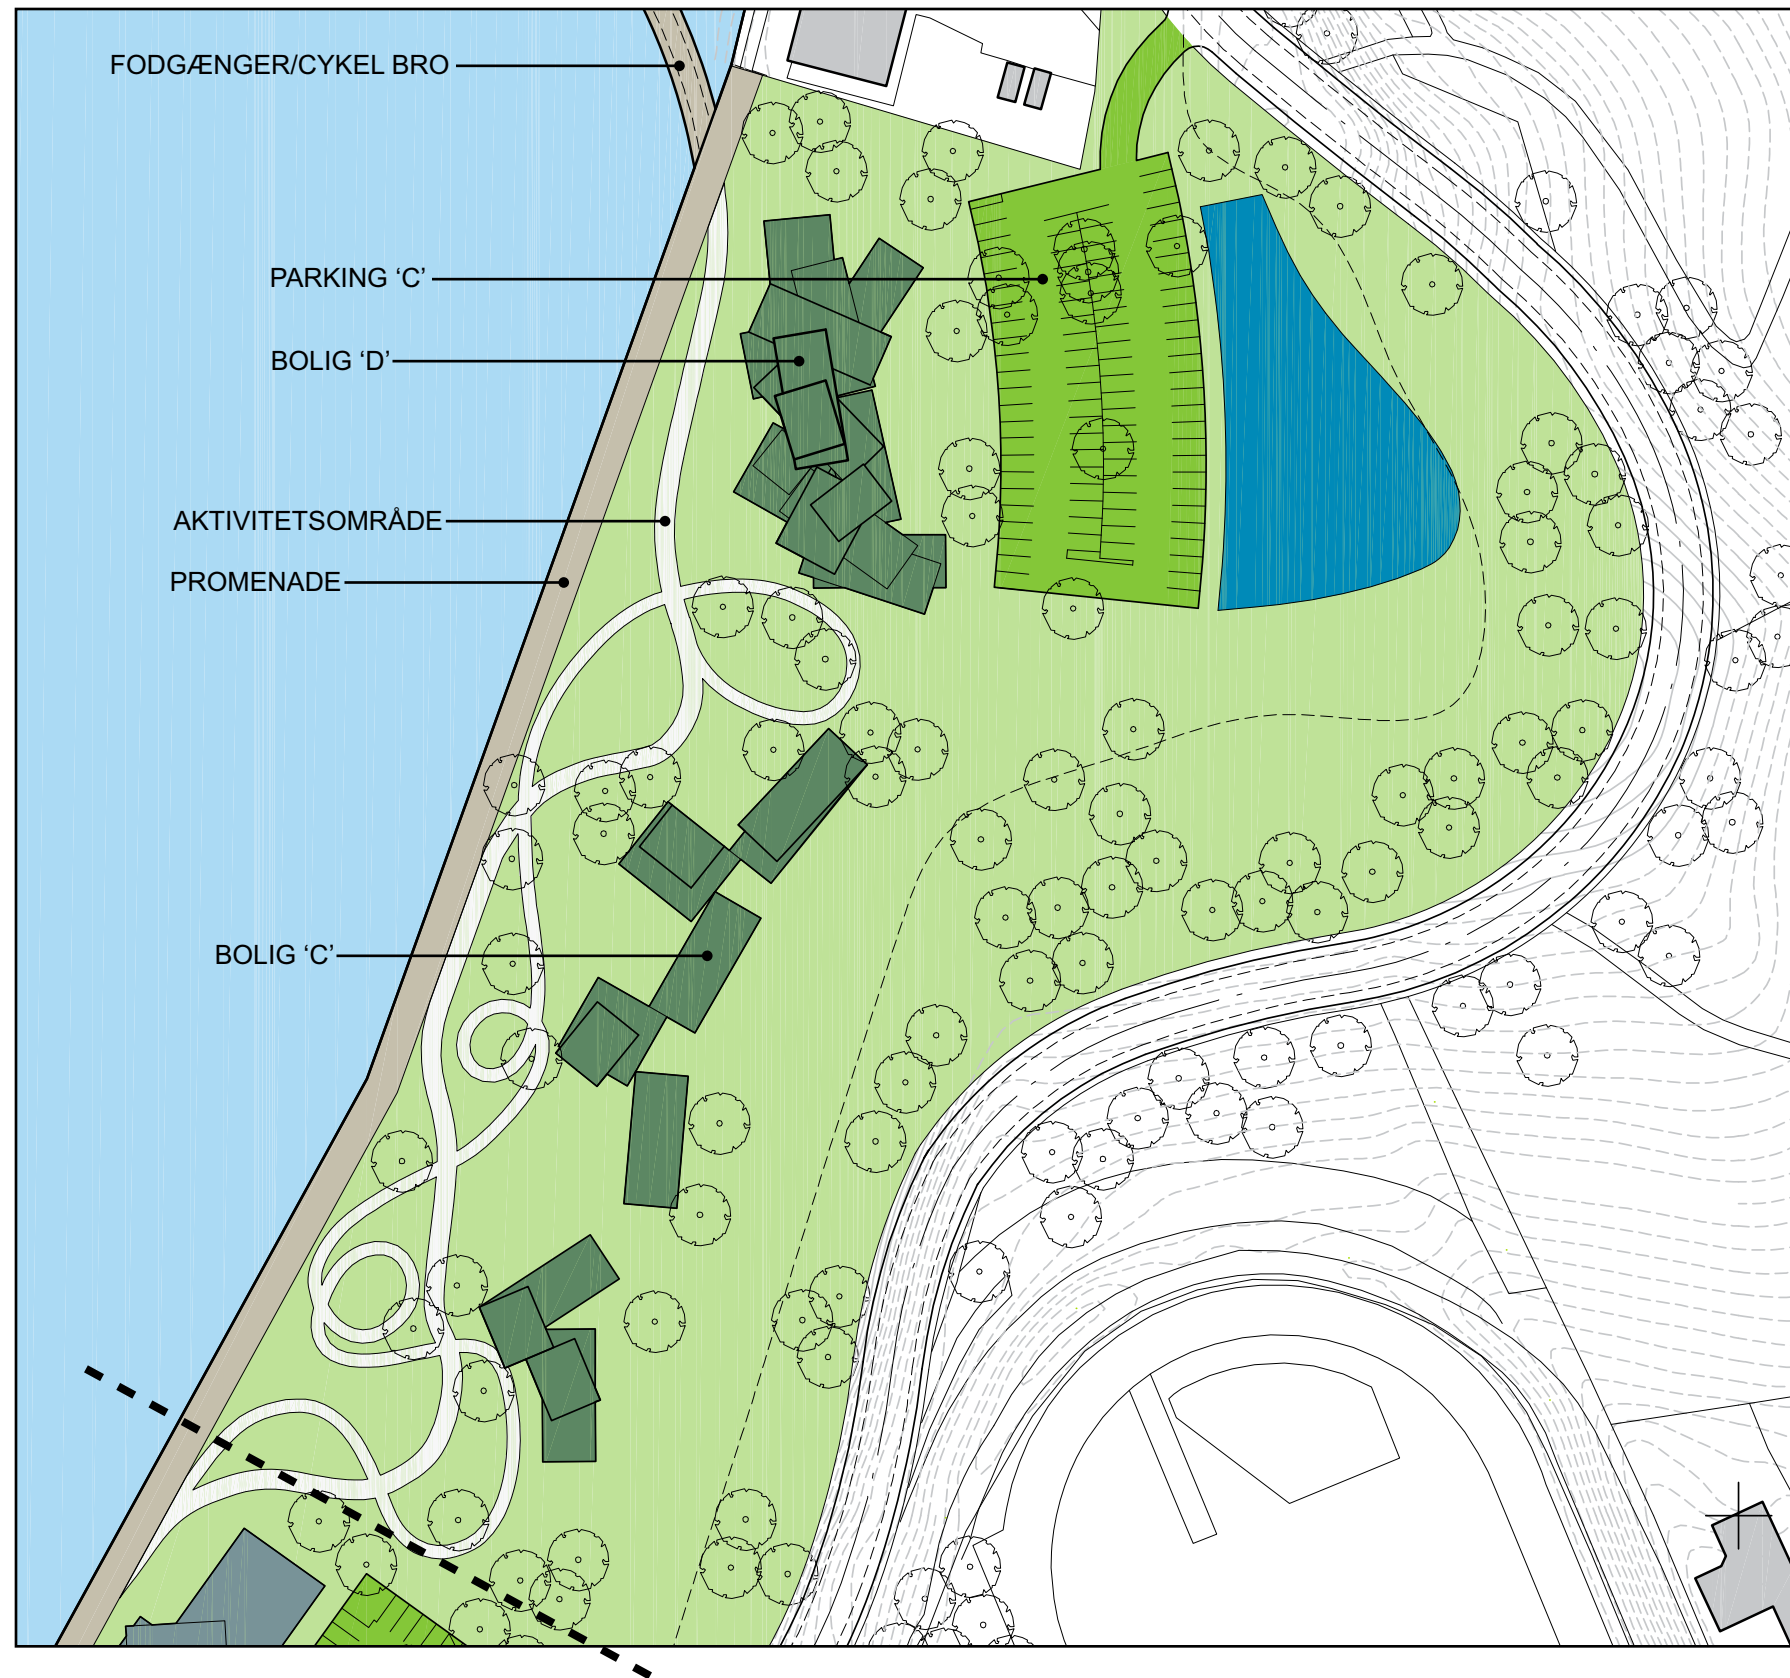 FODGÆNGER/CYKEL BRO
PARKING ‘C’
BOLIG ‘D’
AKTIVITETSOMRÅDE
PROMENADE
BOLIG ‘C’